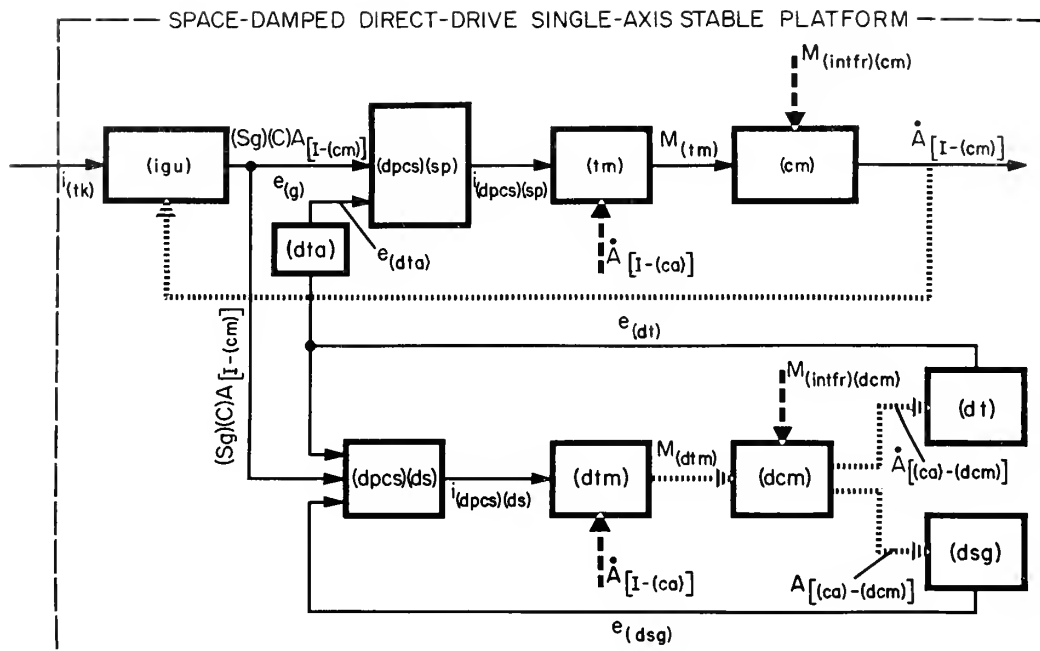 SPACE-DAMPED DIRECT-DRIVE SINGLE-AXIS STABLE PLATFORM
M(intfr)(cm)
(Sg)(C)A[I-(cm)]
Ȧ[I-(cm)]
(igu)
(dpcs)(sp)
(tm)
M(tm)
(cm)
i(tk)
e(g)
i(dpcs)(sp)
(dta)
e(dta)
Ȧ[I-(ca)]
e(dt)
(Sg)(C)A[I-(cm)]
M(intfr)(dcm)
(dt)
Ȧ[(ca)-(dcm)]
(dpcs)(ds)
i(dpcs)(ds)
(dtm)
M(dtm)
(dcm)
(dsg)
Ȧ[I-(ca)]
A[(ca)-(dcm)]
e(dsg)